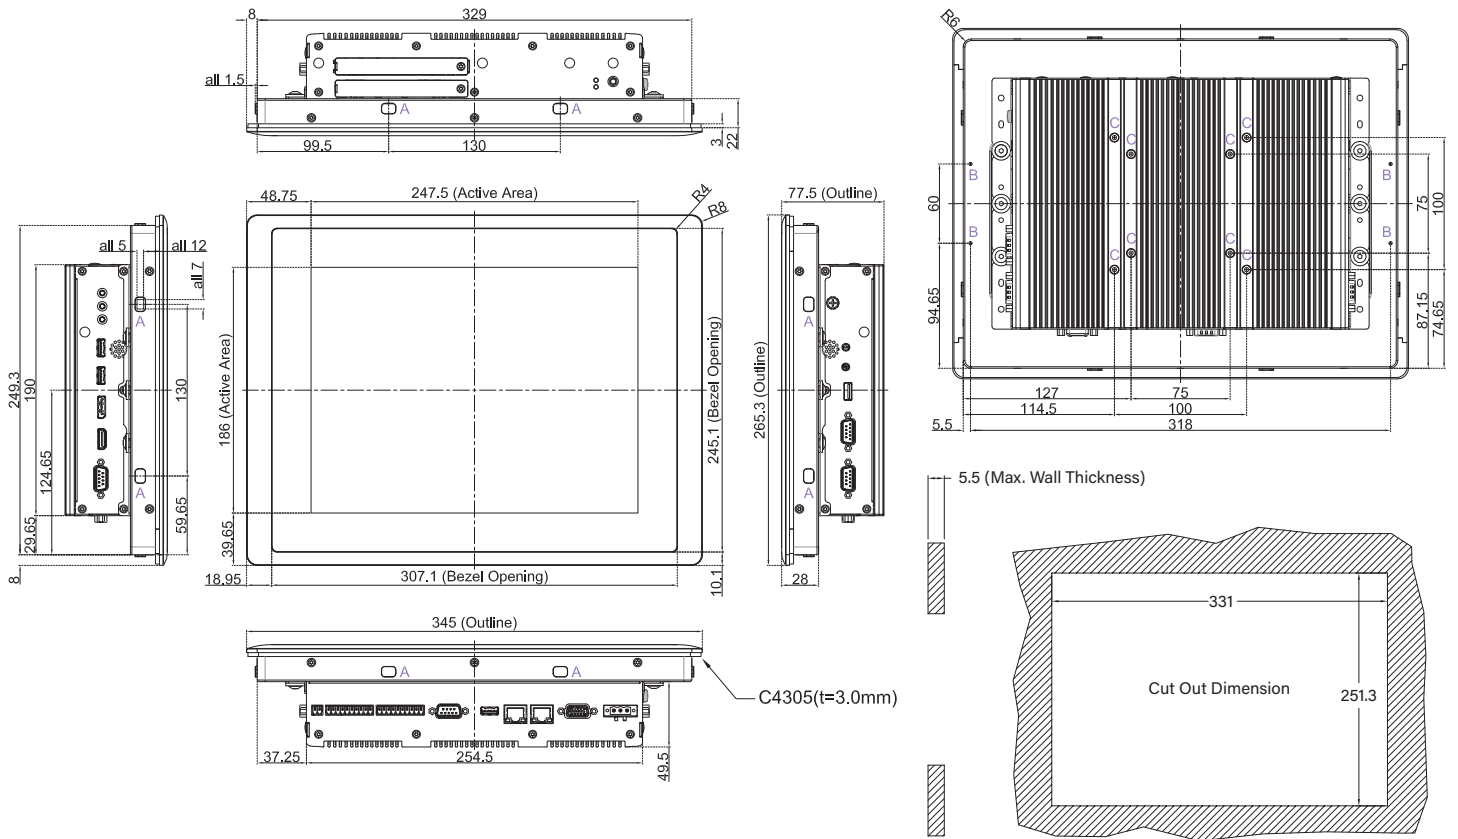 8
329
all 1.5
A
A
99.5
130
3
22
R6
C
C
C
C
B
B
60
75
100
C
C
C
C
B
B
94.65
87.15
74.65
127
75
114.5
100
5.5
318
48.75
247.5 (Active Area)
R4
R8
77.5 (Outline)
all 5
all 12
all 7
A
249.3
190
130
124.65
A
29.65
59.65
8
186 (Active Area)
245.1 (Bezel Opening)
265.3 (Outline)
39.65
18.95
307.1 (Bezel Opening)
10.1
A
A
28
5.5 (Max. Wall Thickness)
331
Cut Out Dimension
251.3
345 (Outline)
A
A
C4305(t=3.0mm)
37.25
254.5
49.5